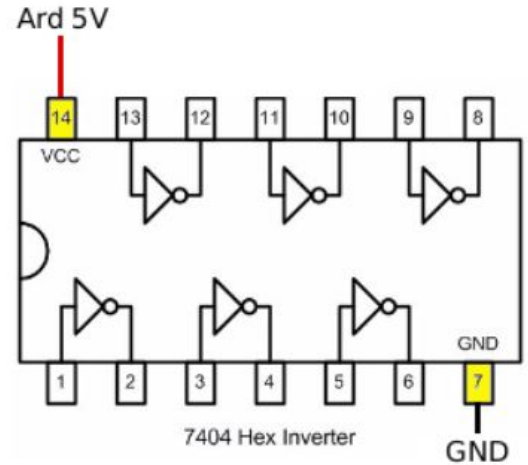 Ard 5V
14 13 12 11 10 9 8
VCC
GND
1 2 3 4 5 6 7
7404 Hex Inverter
GND